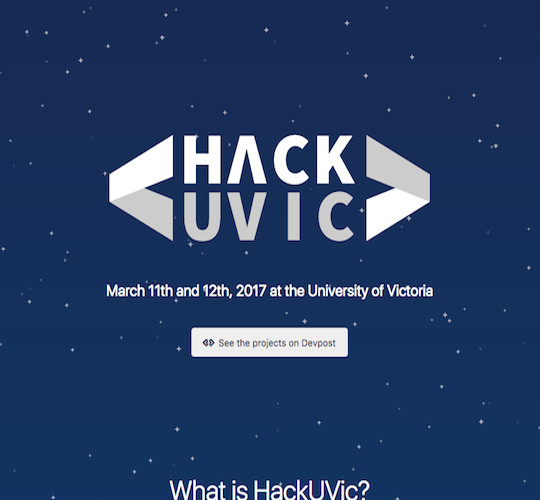 HACK
UVIC
March 11th and 12th, 2017 at the University of Victoria
See the projects on Devpost
What is HackUVic?